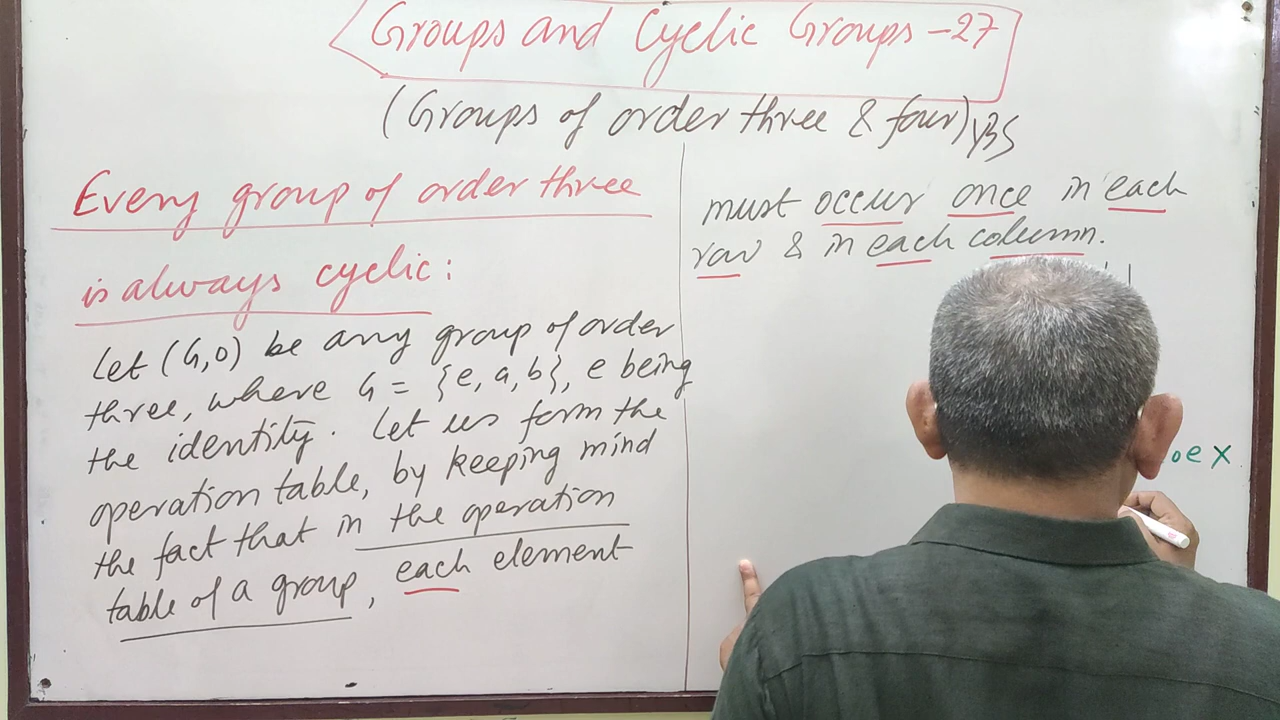 Groups and Cyclic Groups - 27
(Groups of order three & four)
Every group of order three
is always cyclic:
Let (G,o) be any group of order
three, where G = {e, a, b}, e being
the identity. Let us form the
operation table, by keeping mind
the fact that in the operation
table of a group, each element
must occur once in each
row & in each column.
oe x